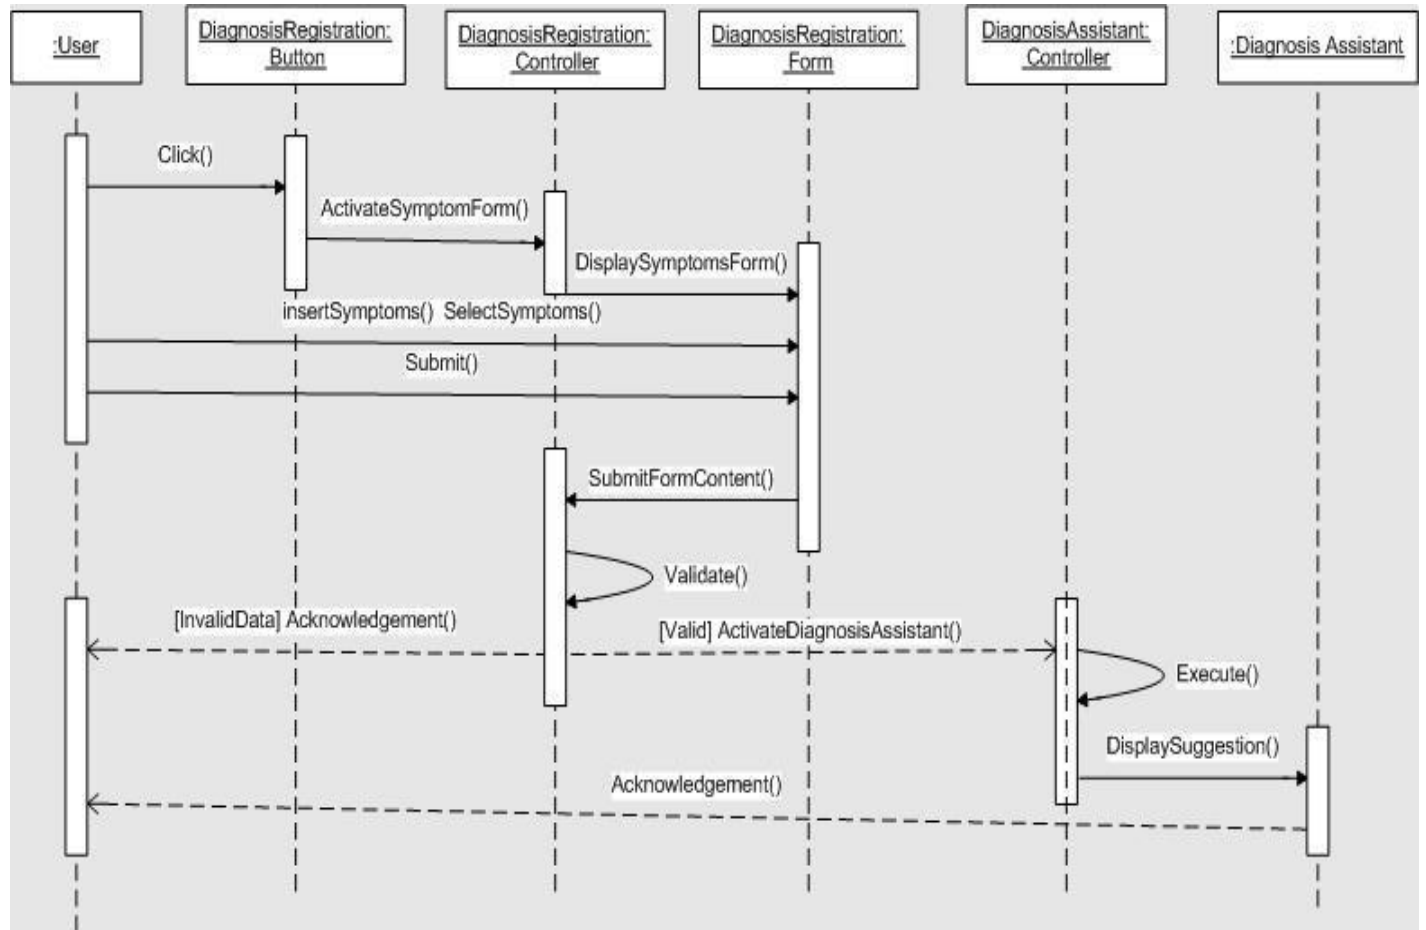 :User
DiagnosisRegistration:
Button
DiagnosisRegistration:
Controller
DiagnosisRegistration:
Form
DiagnosisAssistant:
Controller
:Diagnosis Assistant
Click()
ActivateSymptomForm()
DisplaySymptomsForm()
insertSymptoms() SelectSymptoms()
Submit()
SubmitFormContent()
Validate()
[InvalidData] Acknowledgement()
[Valid] ActivateDiagnosisAssistant()
Execute()
DisplaySuggestion()
Acknowledgement()